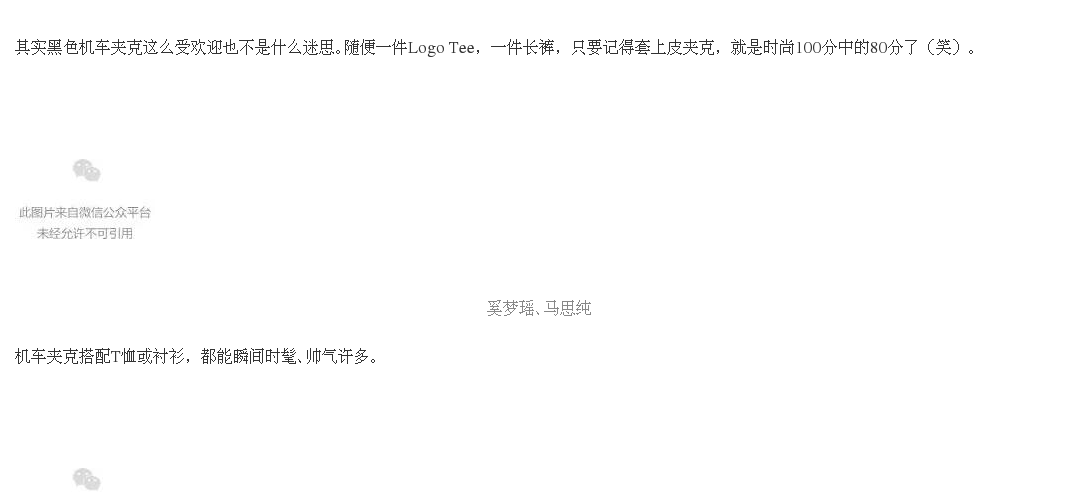 其实黑色机车夹克这么受欢迎也不是什么迷思。随便一件Logo Tee，一件长裤，只要记得套上皮夹克，就是时尚100分中的80分了（笑）。
此图片来自微信公众平台
未经允许不可引用
奚梦瑶、马思纯
机车夹克搭配T恤或衬衫，都能瞬间时髦、帅气许多。